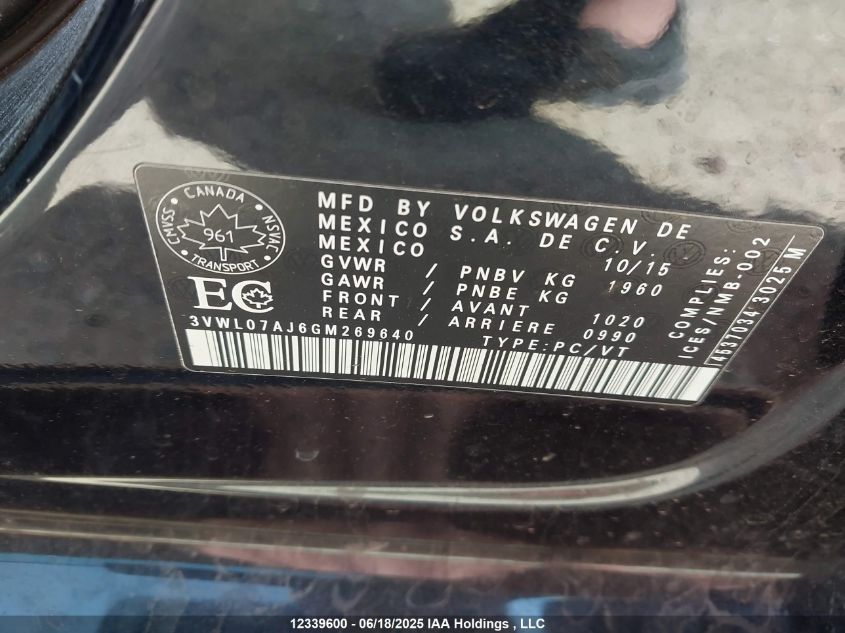 CANADA
CMVSS
961
NSVAC
TRANSPORT
EC
MFD BY VOLKSWAGEN DE
MEXICO S.A. DE C.V.
MEXICO 10/15
GVWR / PNBV KG 1960
GAWR / PNBE KG
FRONT / AVANT 1020
REAR / ARRIERE 0990
3VWL07AJ6GM269640 TYPE:PC/VT
COMPLIES:
ICES/NMB-002
14537034 3025 M
12339600 - 06/18/2025 IAA Holdings , LLC